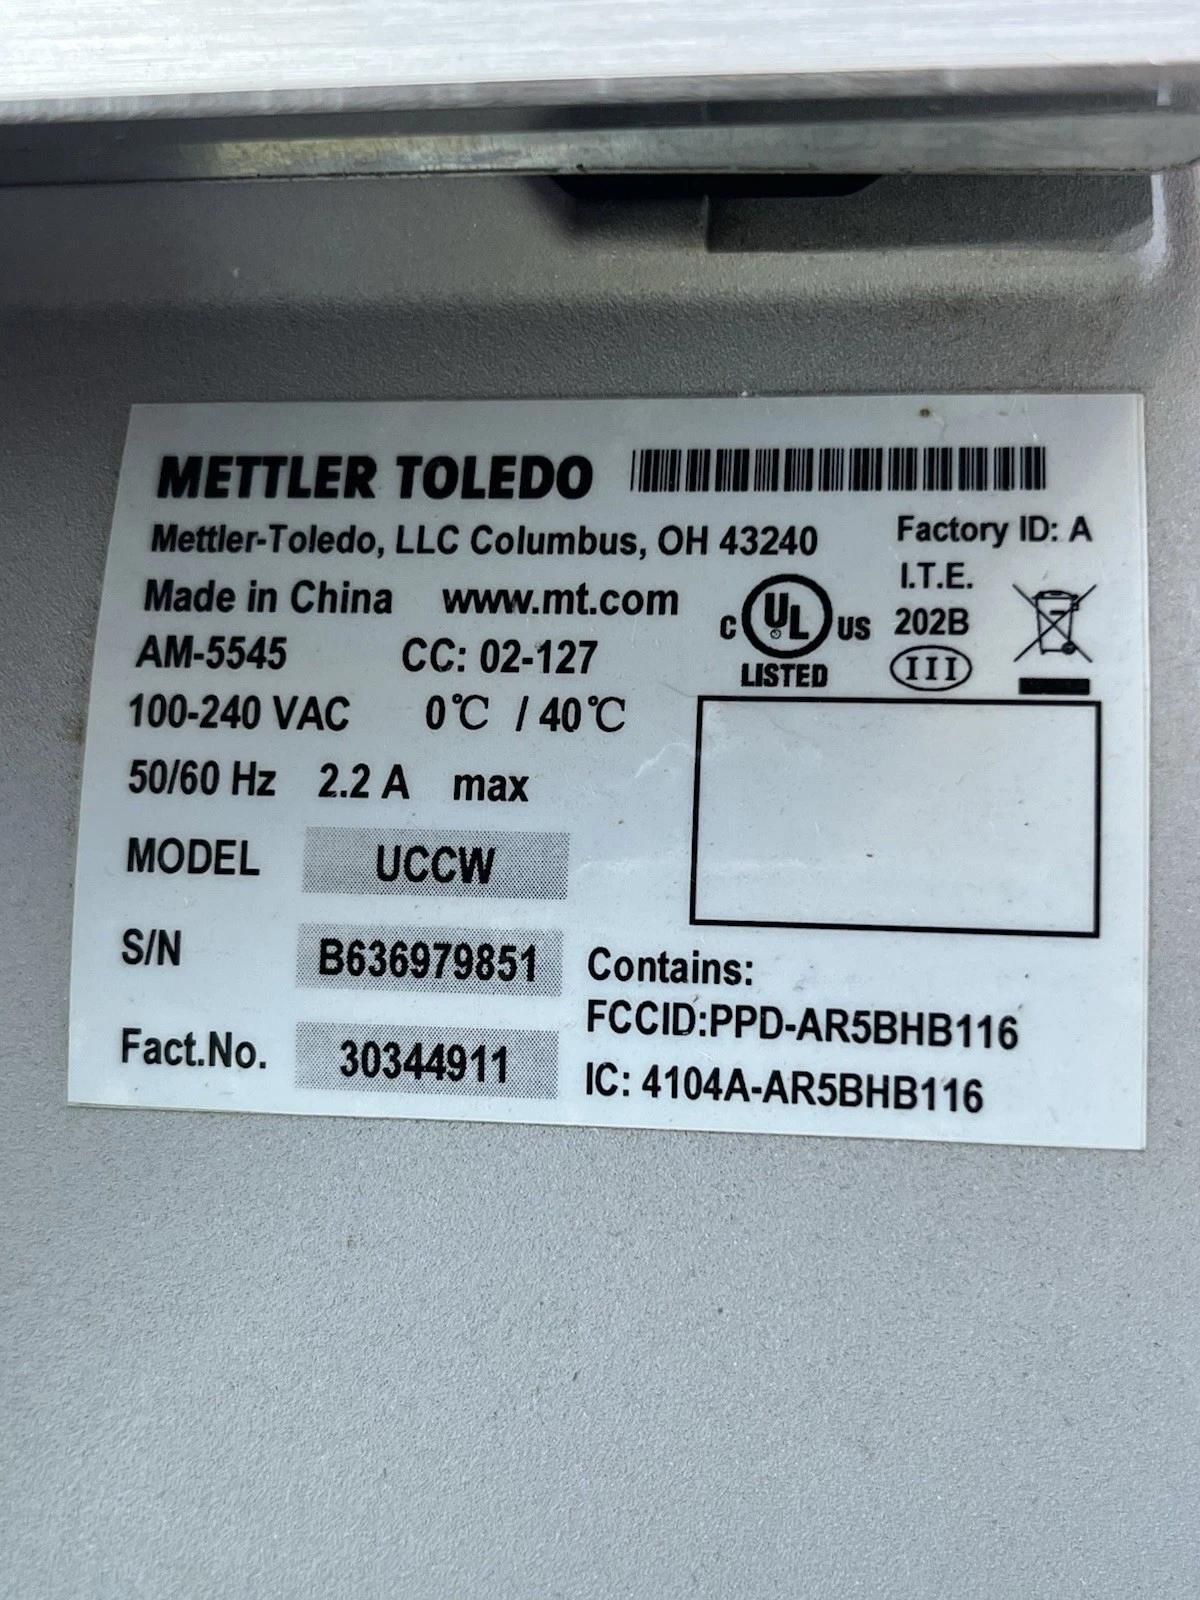 METTLER TOLEDO
Mettler-Toledo, LLC Columbus, OH 43240
Factory ID: A
Made in China www.mt.com
C UL US
LISTED
I.T.E.
202B
III
AM-5545 CC: 02-127
100-240 VAC 0℃ / 40℃
50/60 Hz 2.2 A max
MODEL UCCW
S/N B636979851
Fact.No. 30344911
Contains:
FCCID:PPD-AR5BHB116
IC: 4104A-AR5BHB116